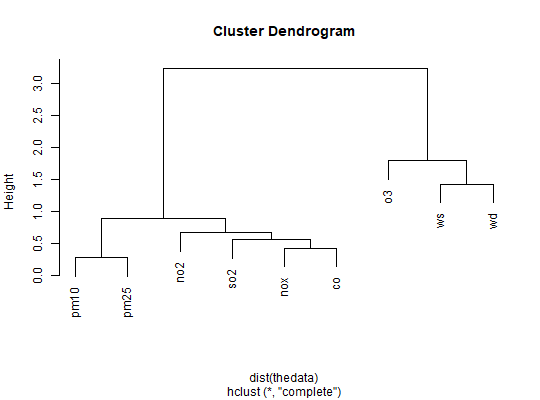 Cluster Dendrogram
Height
0.0 0.5 1.0 1.5 2.0 2.5 3.0
pm10
pm25
no2
so2
nox
co
o3
ws
wd
dist(thedata)
hclust (*, "complete")